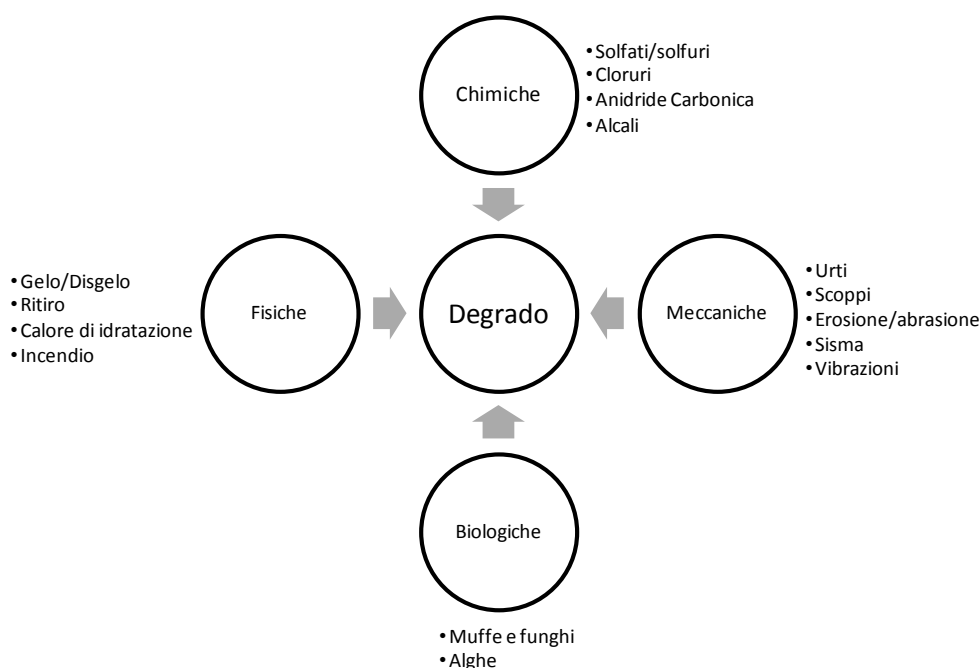 Chimiche
• Solfati/solfuri
• Cloruri
• Anidride Carbonica
• Alcali
• Gelo/Disgelo
• Ritiro
• Calore di idratazione
• Incendio
Fisiche
Degrado
Meccaniche
• Urti
• Scoppi
• Erosione/abrasione
• Sisma
• Vibrazioni
Biologiche
• Muffe e funghi
• Alghe